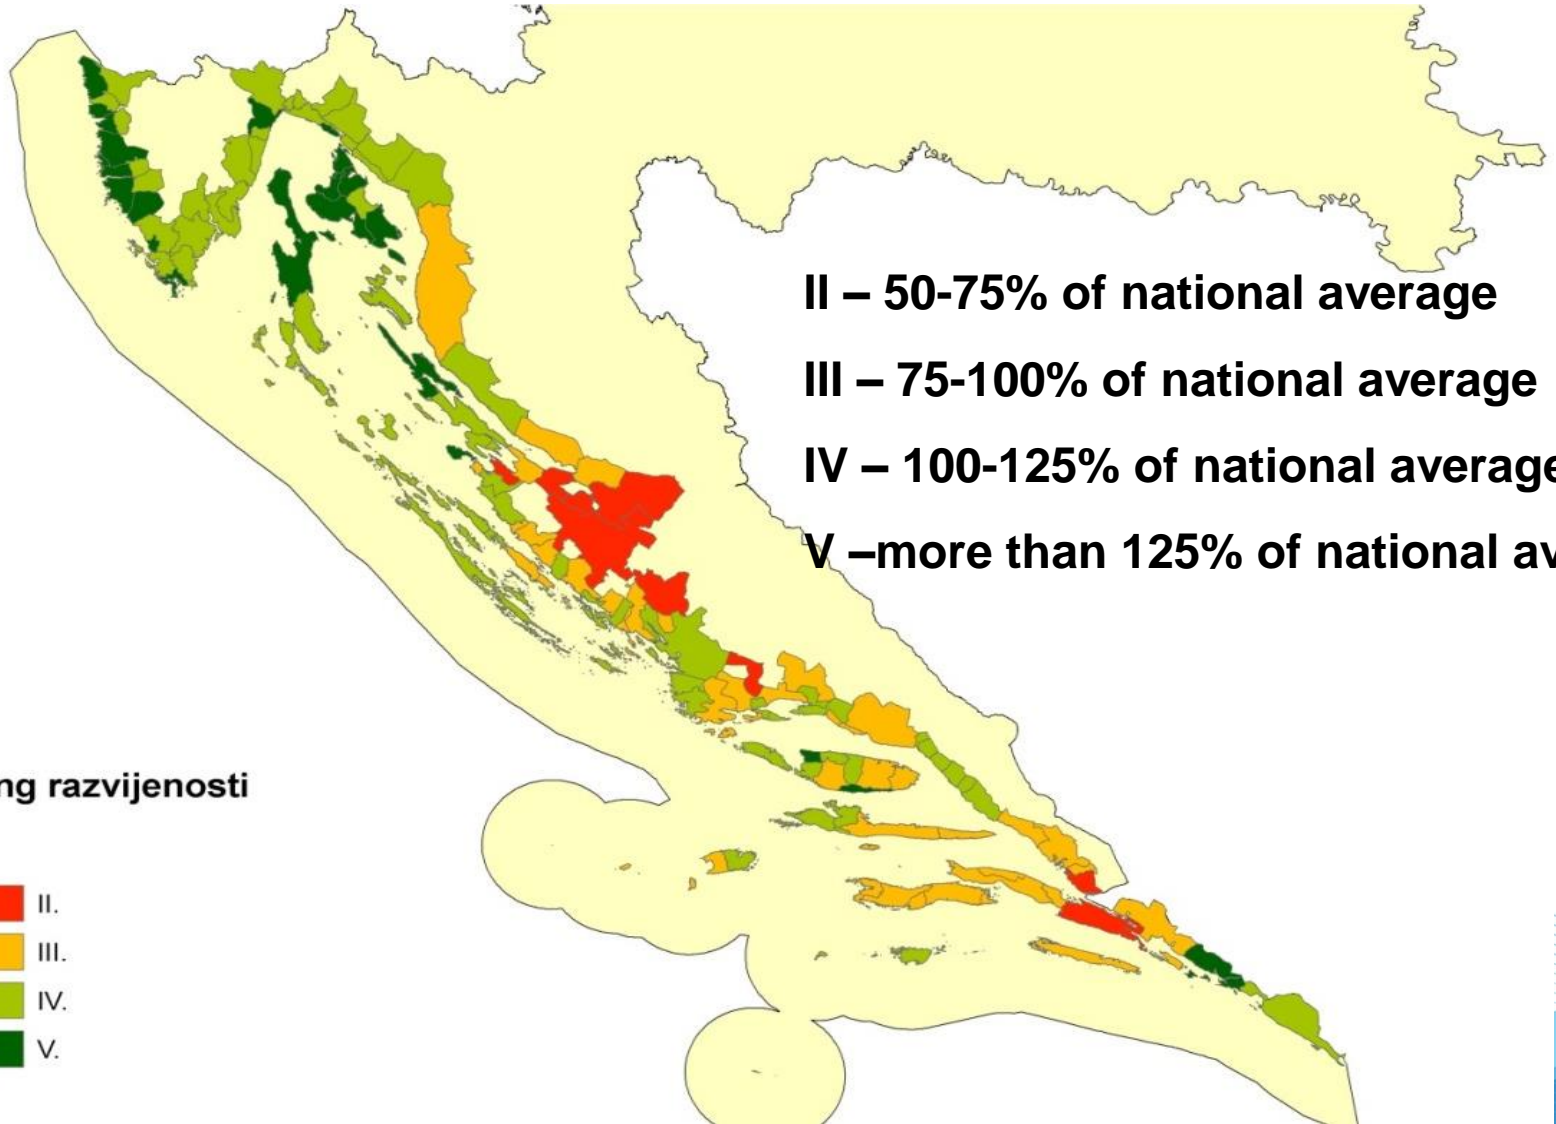 II – 50-75% of national average
III – 75-100% of national average
IV – 100-125% of national average
V –more than 125% of national av
ng razvijenosti
II.
III.
IV.
V.